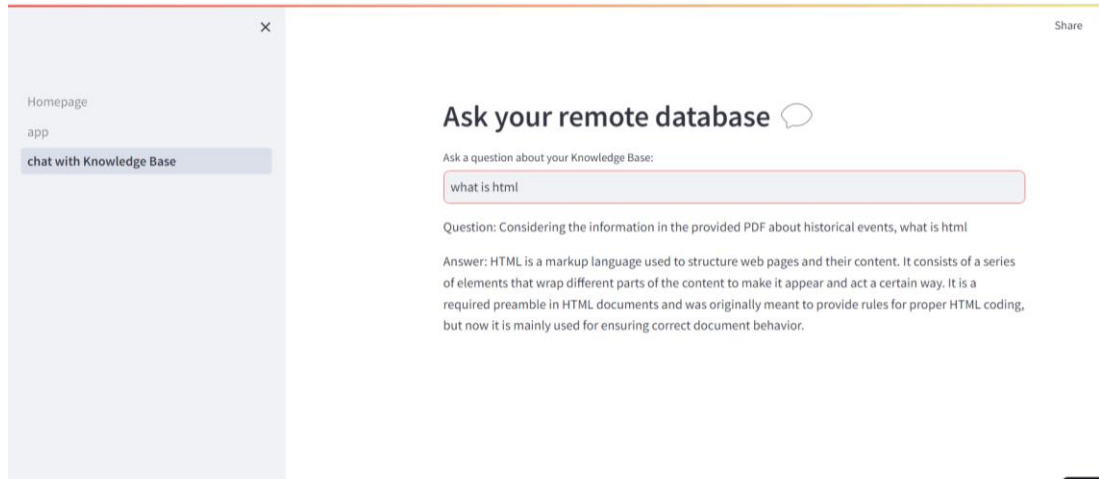 Share
Homepage
app
chat with Knowledge Base
Ask your remote database
Ask a question about your Knowledge Base:
what is html
Question: Considering the information in the provided PDF about historical events, what is html
Answer: HTML is a markup language used to structure web pages and their content. It consists of a series
of elements that wrap different parts of the content to make it appear and act a certain way. It is a
required preamble in HTML documents and was originally meant to provide rules for proper HTML coding,
but now it is mainly used for ensuring correct document behavior.